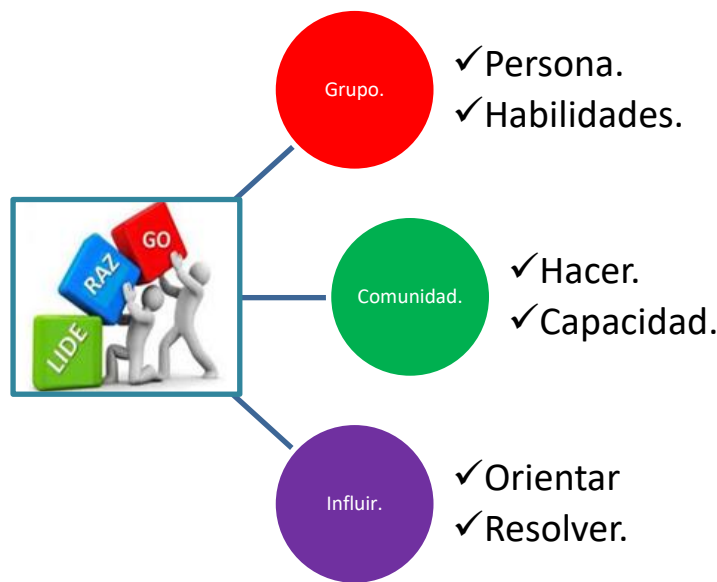 Grupo.
✓Persona.
✓Habilidades.
LIDE
RAZ
GO
Comunidad.
✓Hacer.
✓Capacidad.
Influir.
✓Orientar
✓Resolver.